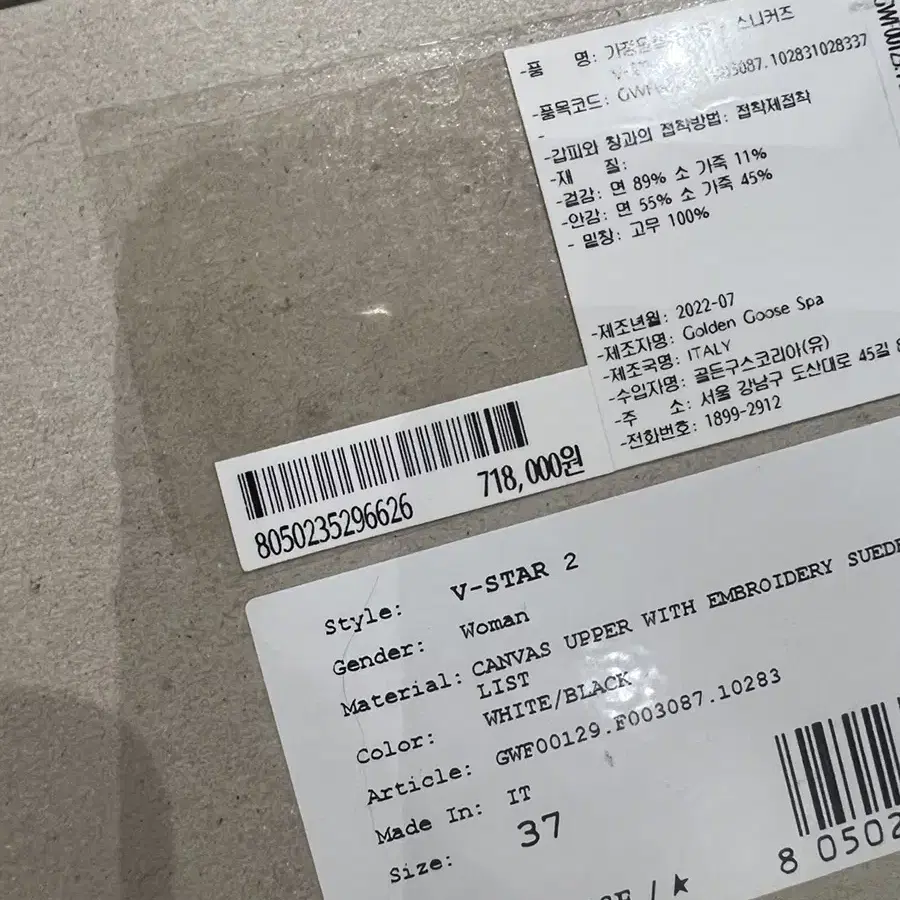 -품 명: 스니커즈
.102831028337
-품목코드:
-
-갑피와 창과의 접착방법: 접착제접착
-재 질:
-겉감: 면 89% 소 가죽 11%
-안감: 면 55% 소 가죽 45%
- 밑창: 고무 100%
-제조년월: 2022-07
-제조자명: Golden Goose Spa
-제조국명: ITALY
-수입자명: 골든구스코리아(유)
-주 소: 서울 강남구 도산대로 45길
-전화번호: 1899-2912
8050235296626 718,000원
Style: V-STAR 2
Gender: Woman
Material: CANVAS UPPER WITH EMBROIDERY SUEDE
LIST
Color: WHITE/BLACK
Article: GWF00129.F003087.10283
Made In: IT
Size: 37
8 0502